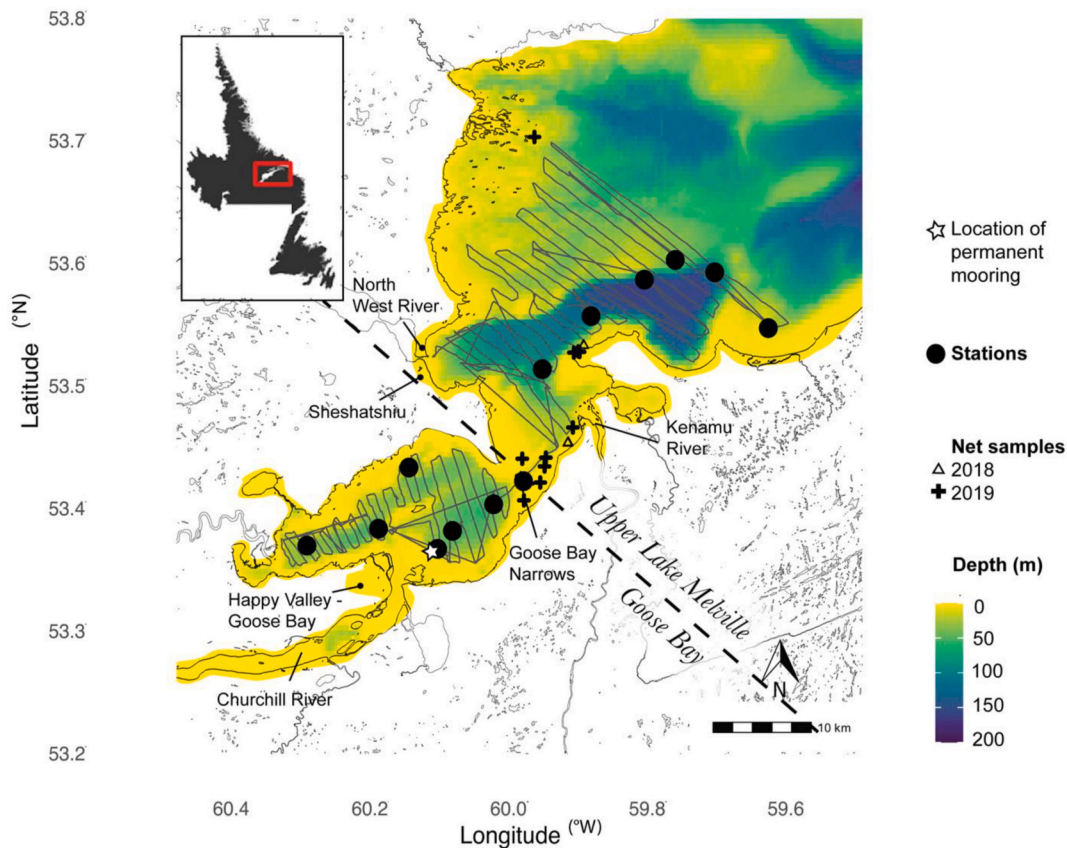 53.8
53.7
53.6
53.5
53.4
53.3
53.2
Latitude (°N)
North
West River
Sheshatshiu
Kenamu
River
Goose Bay
Narrows
Happy Valley -
Goose Bay
Churchill River
Upper Lake Melville
Goose Bay
N
10 km
60.4
60.2
60.0
59.8
59.6
Longitude (°W)
Location of
permanent
mooring
Stations
Net samples
2018
2019
Depth (m)
0
50
100
150
200